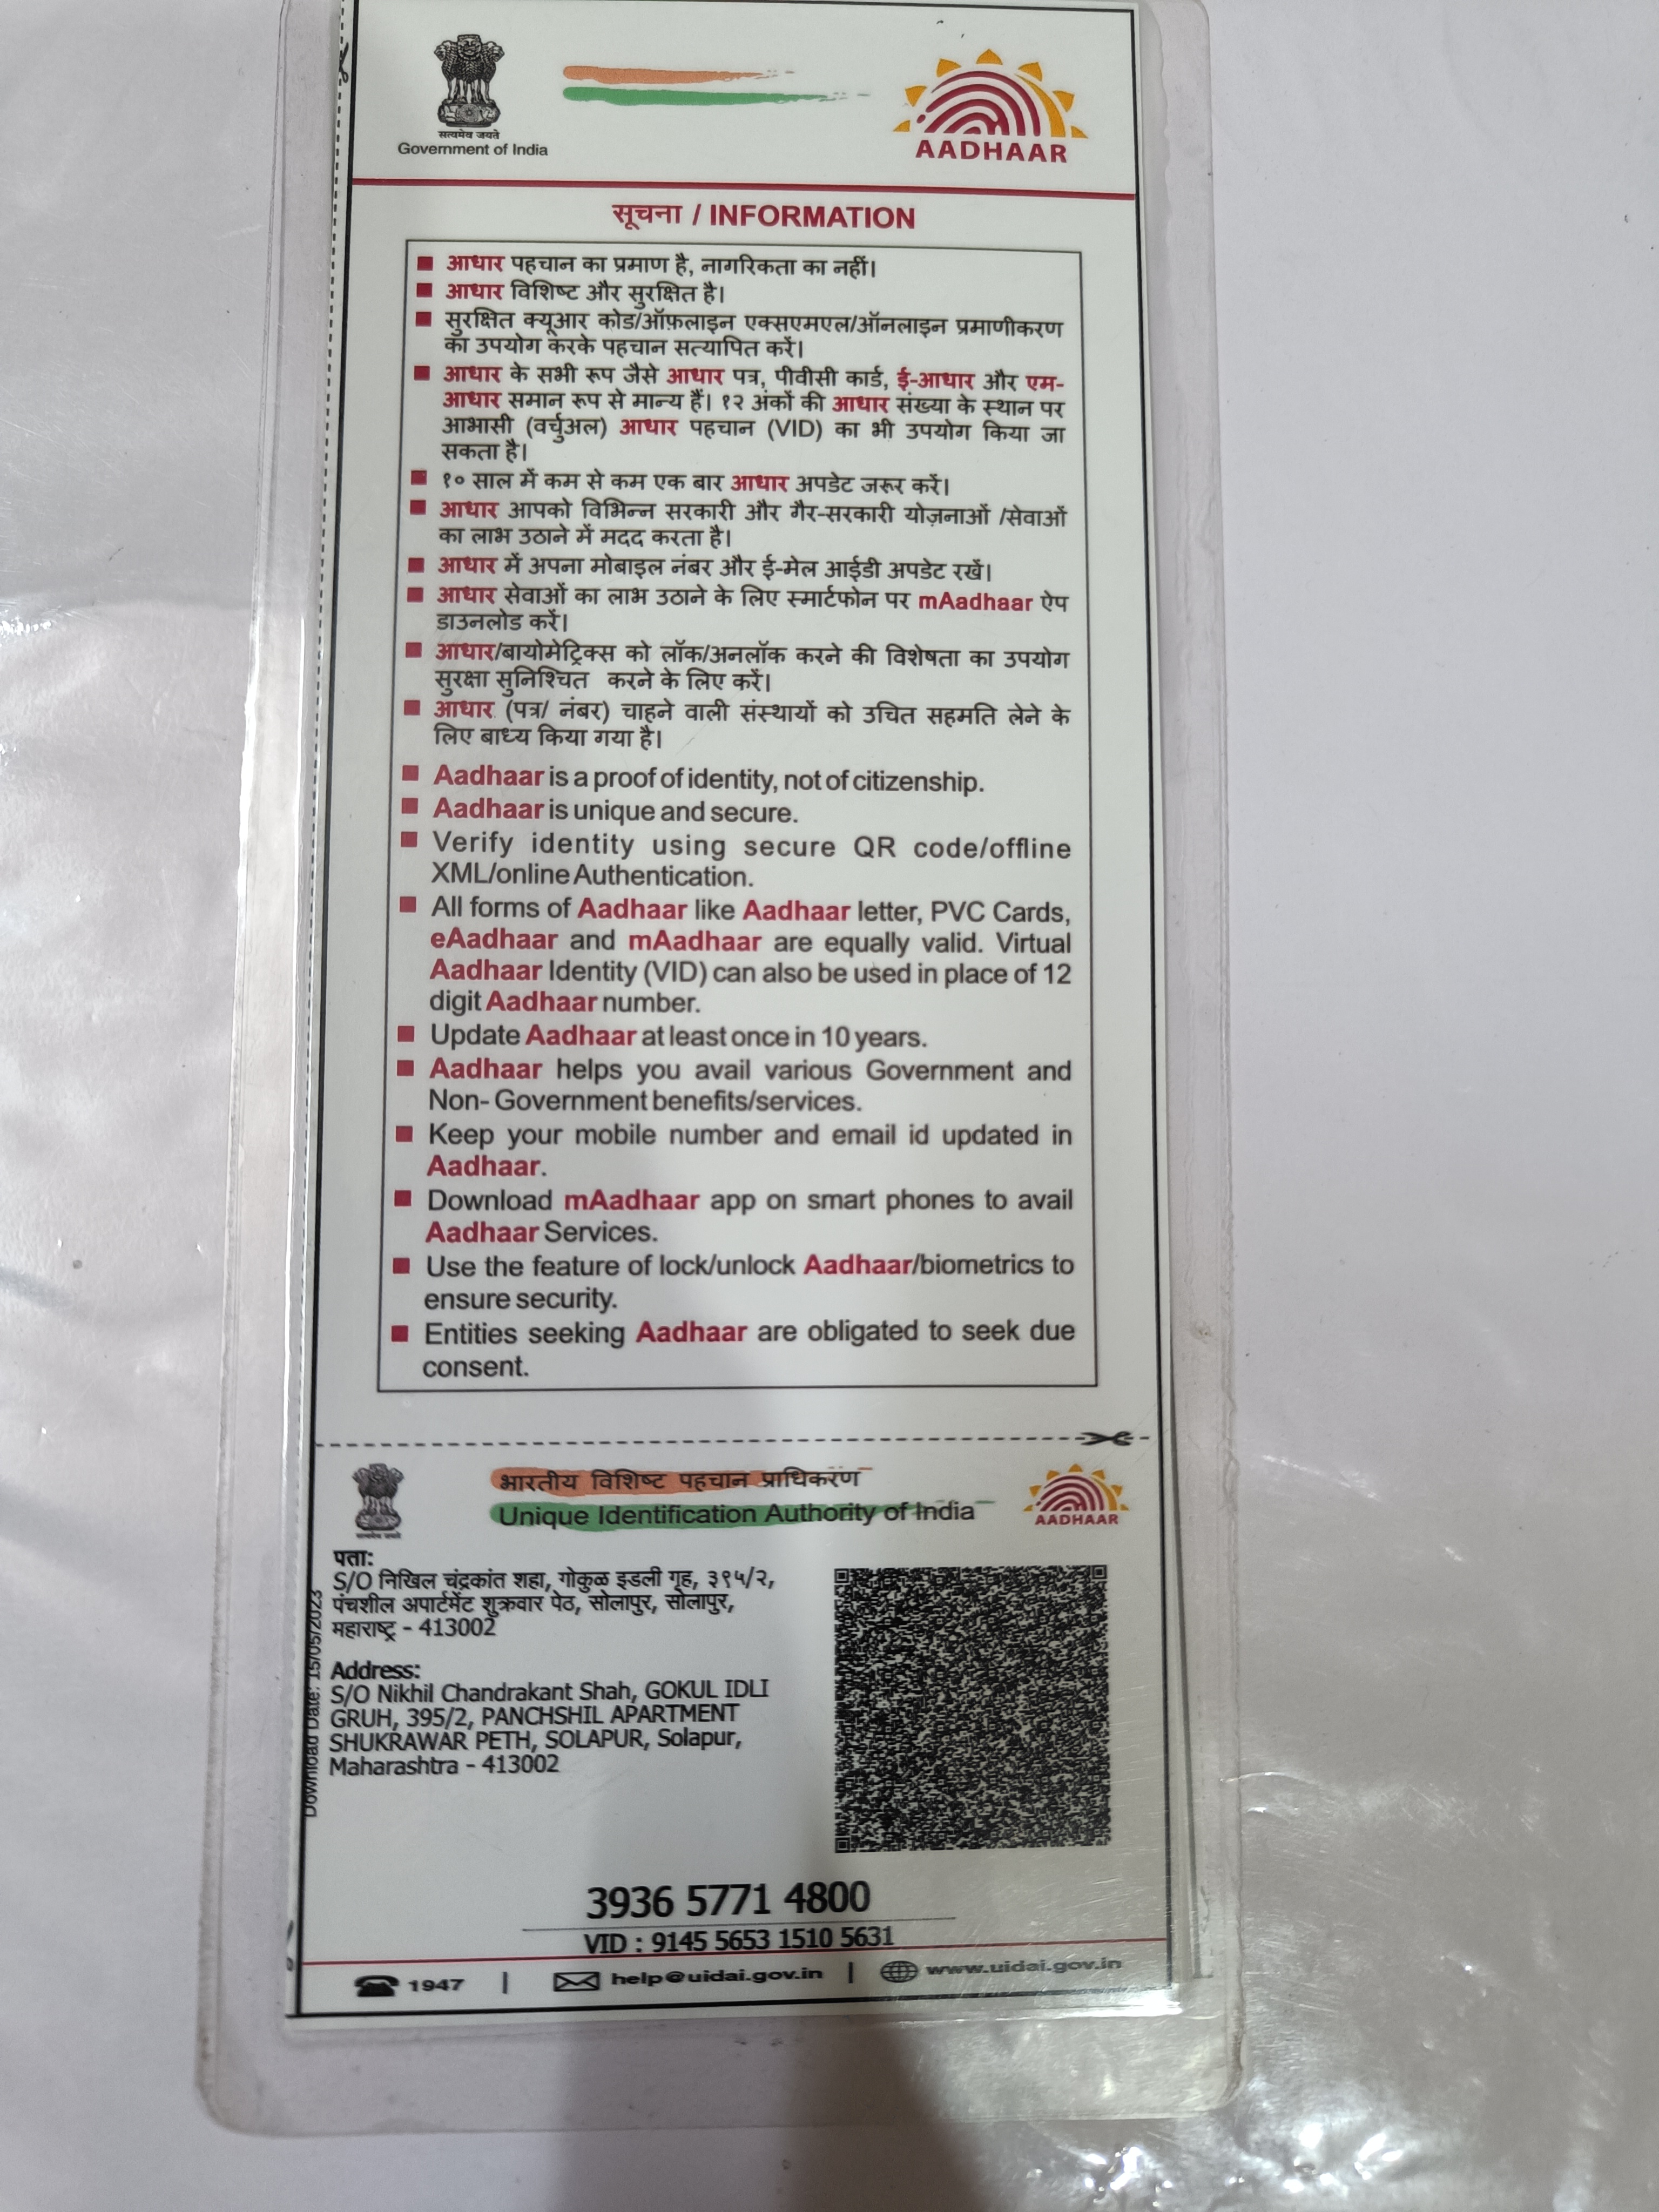 सत्यमेव जयते
Government of India
AADHAAR
सूचना / INFORMATION
आधार पहचान का प्रमाण है, नागरिकता का नहीं।
आधार विशिष्ट और सुरक्षित है।
सुरक्षित क्यूआर कोड/ऑफ़लाइन एक्सएमएल/ऑनलाइन प्रमाणीकरण
का उपयोग करके पहचान सत्यापित करें।
आधार के सभी रूप जैसे आधार पत्र, पीवीसी कार्ड, ई-आधार और एम-
आधार समान रूप से मान्य हैं। १२ अंकों की आधार संख्या के स्थान पर
आभासी (वर्चुअल) आधार पहचान (VID) का भी उपयोग किया जा
सकता है।
१० साल में कम से कम एक बार आधार अपडेट जरूर करें।
आधार आपको विभिन्न सरकारी और गैर-सरकारी योज़नाओं /सेवाओं
का लाभ उठाने में मदद करता है।
आधार में अपना मोबाइल नंबर और ई-मेल आईडी अपडेट रखें।
आधार सेवाओं का लाभ उठाने के लिए स्मार्टफोन पर mAadhaar ऐप
डाउनलोड करें।
आधार/बायोमेट्रिक्स को लॉक/अनलॉक करने की विशेषता का उपयोग
सुरक्षा सुनिश्चित करने के लिए करें।
आधार (पत्र/ नंबर) चाहने वाली संस्थायों को उचित सहमति लेने के
लिए बाध्य किया गया है।
Aadhaar is a proof of identity, not of citizenship.
Aadhaar is unique and secure.
Verify identity using secure QR code/offline
XML/online Authentication.
All forms of Aadhaar like Aadhaar letter, PVC Cards,
eAadhaar and mAadhaar are equally valid. Virtual
Aadhaar Identity (VID) can also be used in place of 12
digit Aadhaar number.
Update Aadhaar at least once in 10 years.
Aadhaar helps you avail various Government and
Non- Government benefits/services.
Keep your mobile number and email id updated in
Aadhaar.
Download mAadhaar app on smart phones to avail
Aadhaar Services.
Use the feature of lock/unlock Aadhaar/biometrics to
ensure security.
Entities seeking Aadhaar are obligated to seek due
consent.
सत्यमेव जयते
भारतीय विशिष्ट पहचान प्राधिकरण
Unique Identification Authority of India
AADHAAR
Download Date: 15/05/2023
पता:
S/O निखिल चंद्रकांत शहा, गोकुळ इडली गृह, ३९५/२,
पंचशील अपार्टमेंट शुक्रवार पेठ, सोलापुर, सोलापुर,
महाराष्ट्र - 413002
Address:
S/O Nikhil Chandrakant Shah, GOKUL IDLI
GRUH, 395/2, PANCHSHIL APARTMENT
SHUKRAWAR PETH, SOLAPUR, Solapur,
Maharashtra - 413002
3936 5771 4800
VID : 9145 5653 1510 5631
1947 | help@uidai.gov.in | www.uidai.gov.in